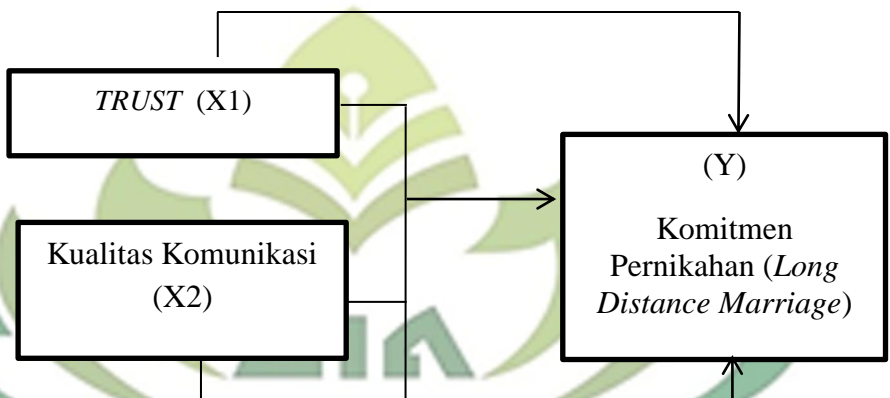 TRUST (X1)
(Y)
Komitmen
Pernikahan (Long
Distance Marriage)
Kualitas Komunikasi
(X2)